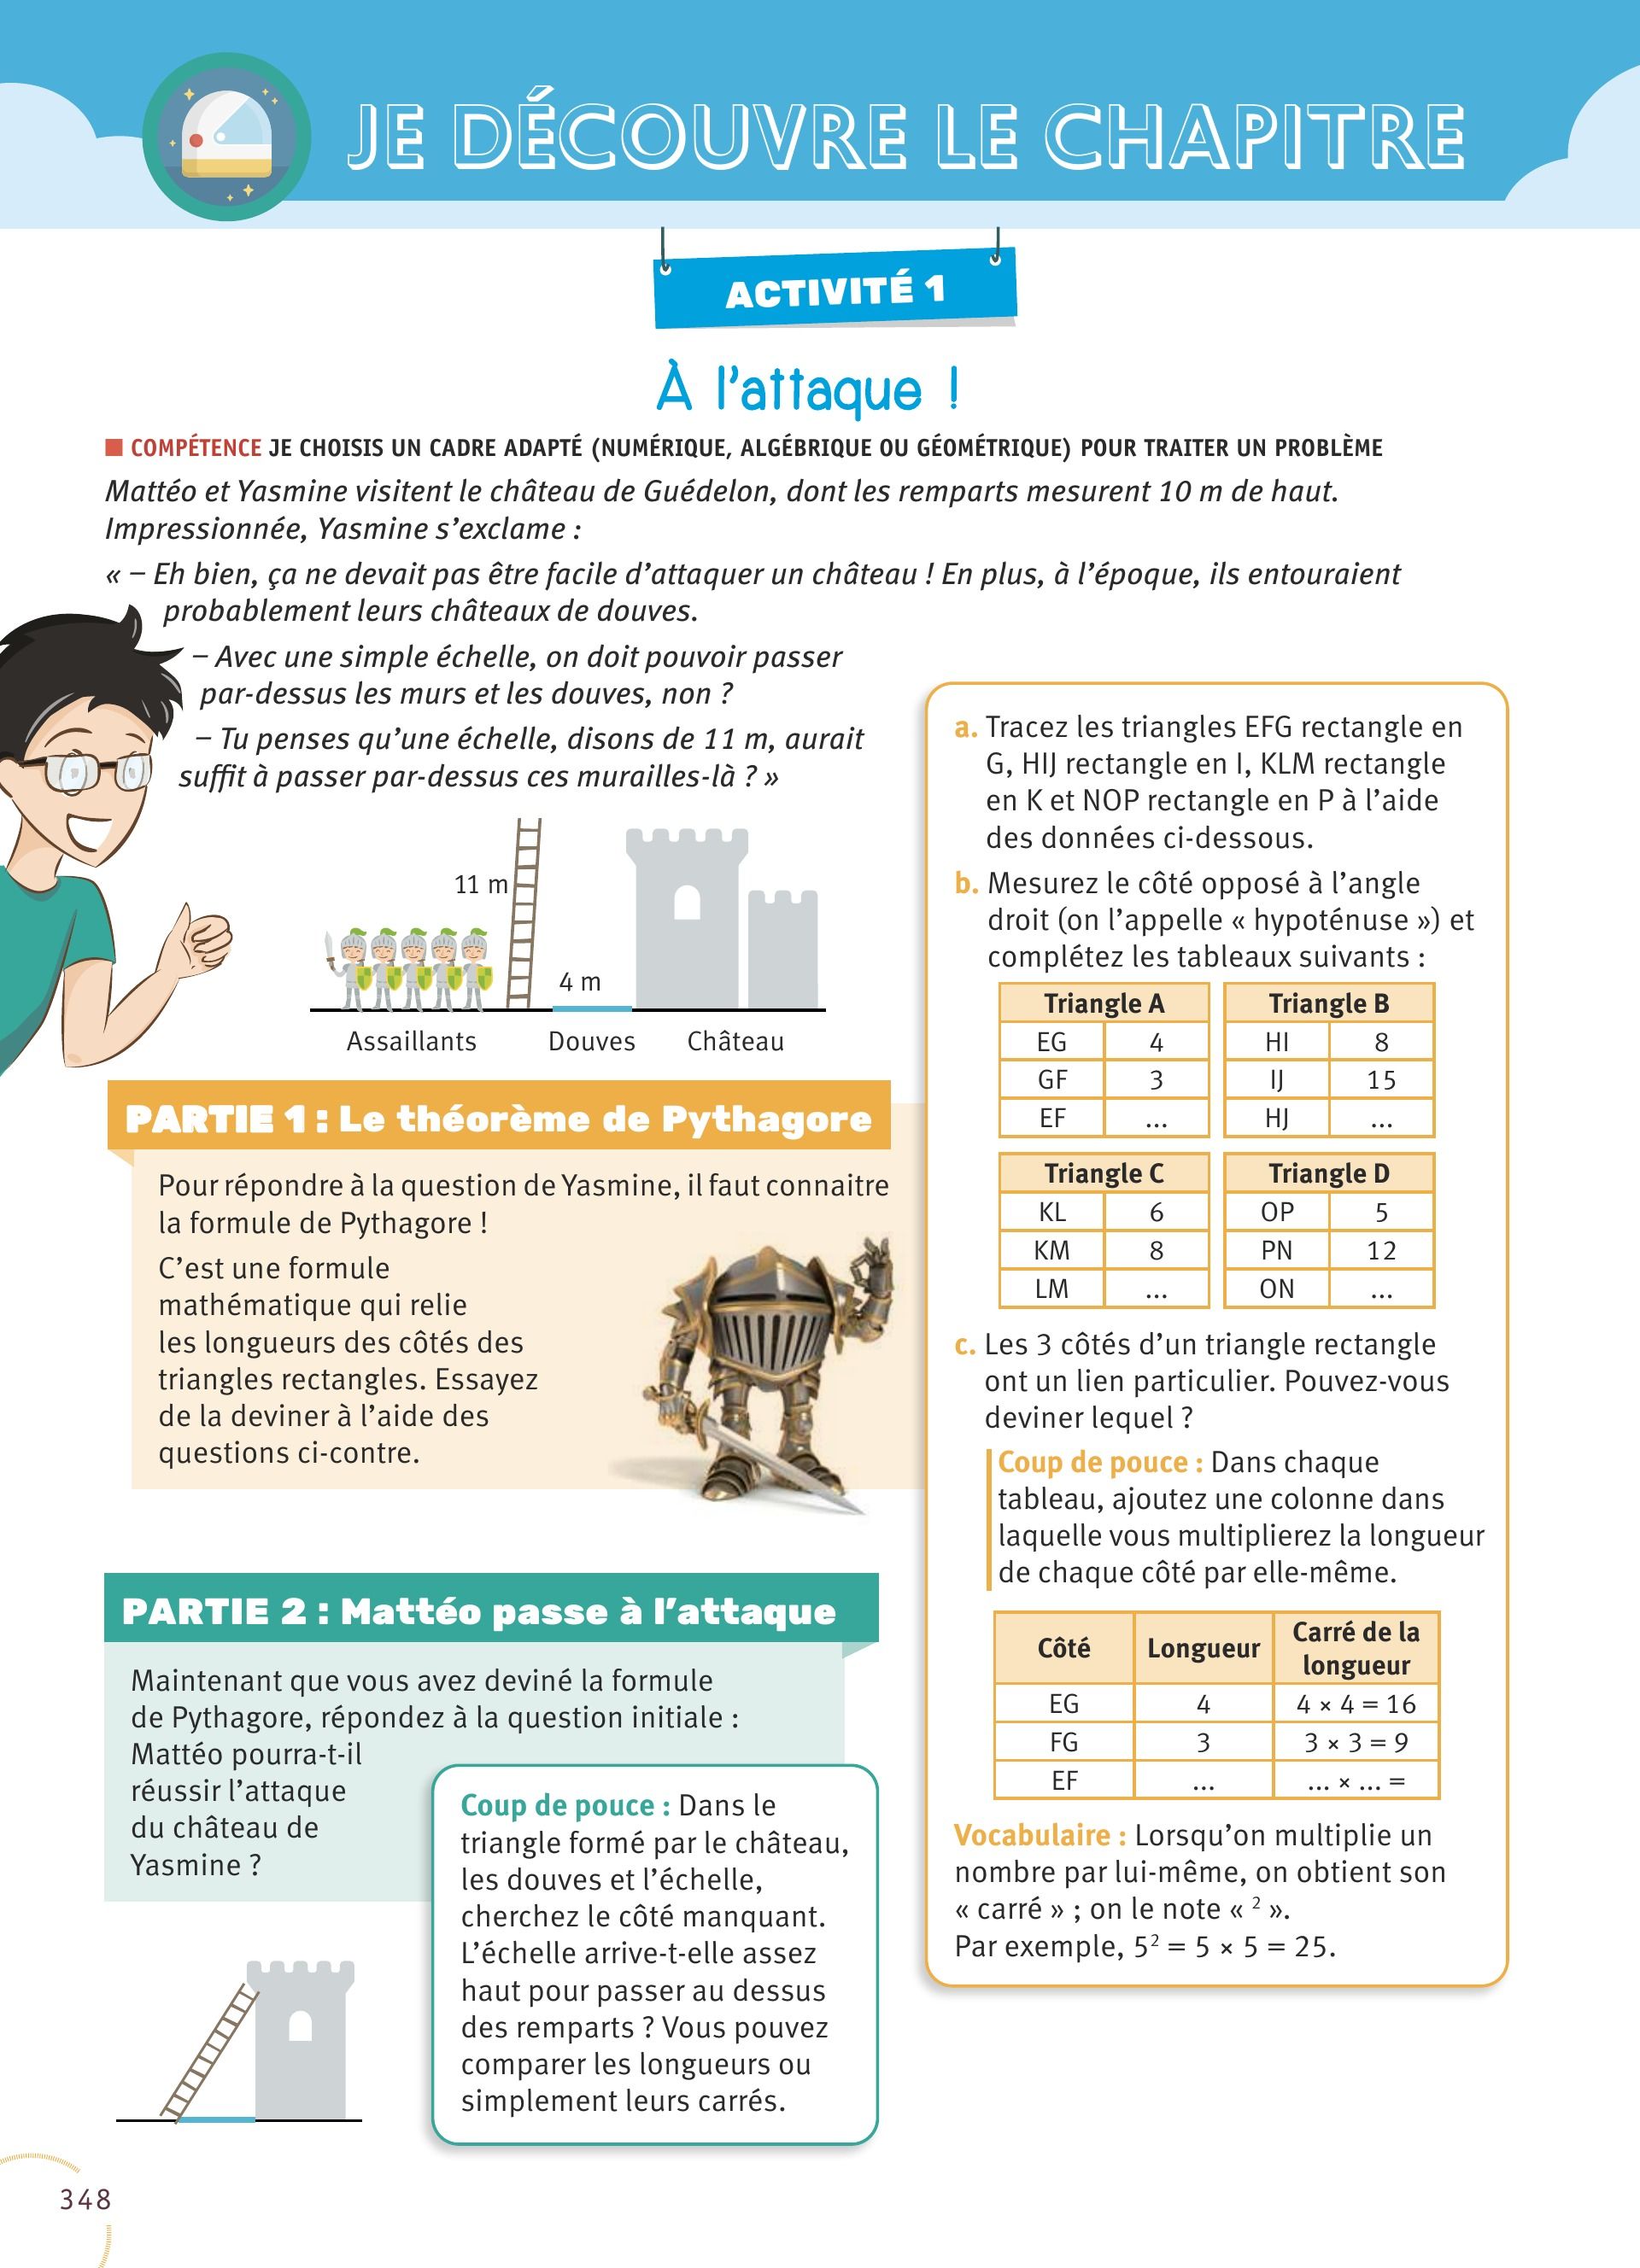 JE DÉCOUVRE LE CHAPITRE
ACTIVITÉ 1
À l'attaque !
COMPÉTENCE JE CHOISIS UN CADRE ADAPTÉ (NUMÉRIQUE, ALGÉBRIQUE OU GÉOMÉTRIQUE) POUR TRAITER UN PROBLÈME
Mattéo et Yasmine visitent le château de Guédelon, dont les remparts mesurent 10 m de haut.
Impressionnée, Yasmine s'exclame :
« – Eh bien, ça ne devait pas être facile d'attaquer un château ! En plus, à l'époque, ils entouraient
probablement leurs châteaux de douves.
– Avec une simple échelle, on doit pouvoir passer
par-dessus les murs et les douves, non ?
– Tu penses qu'une échelle, disons de 11 m, aurait
suffit à passer par-dessus ces murailles-là ? »
11 m
4 m
Assaillants Douves Château
PARTIE 1 : Le théorème de Pythagore
Pour répondre à la question de Yasmine, il faut connaitre
la formule de Pythagore !
C'est une formule
mathématique qui relie
les longueurs des côtés des
triangles rectangles. Essayez
de la deviner à l'aide des
questions ci-contre.
PARTIE 2 : Mattéo passe à l'attaque
Maintenant que vous avez deviné la formule
de Pythagore, répondez à la question initiale :
Mattéo pourra-t-il
réussir l'attaque
du château de
Yasmine ?
Coup de pouce : Dans le
triangle formé par le château,
les douves et l'échelle,
cherchez le côté manquant.
L'échelle arrive-t-elle assez
haut pour passer au dessus
des remparts ? Vous pouvez
comparer les longueurs ou
simplement leurs carrés.
a. Tracez les triangles EFG rectangle en
G, HIJ rectangle en I, KLM rectangle
en K et NOP rectangle en P à l'aide
des données ci-dessous.
b. Mesurez le côté opposé à l'angle
droit (on l'appelle « hypoténuse ») et
complétez les tableaux suivants :
Triangle A Triangle B
EG 4 HI 8
GF 3 IJ 15
EF ... HJ ...
Triangle C Triangle D
KL 6 OP 5
KM 8 PN 12
LM ... ON ...
c. Les 3 côtés d'un triangle rectangle
ont un lien particulier. Pouvez-vous
deviner lequel ?
Coup de pouce : Dans chaque
tableau, ajoutez une colonne dans
laquelle vous multiplierez la longueur
de chaque côté par elle-même.
Côté Longueur Carré de la
longueur
EG 4 4 × 4 = 16
FG 3 3 × 3 = 9
EF ... ... × ... =
Vocabulaire : Lorsqu'on multiplie un
nombre par lui-même, on obtient son
« carré » ; on le note « ² ».
Par exemple, 5² = 5 × 5 = 25.
348